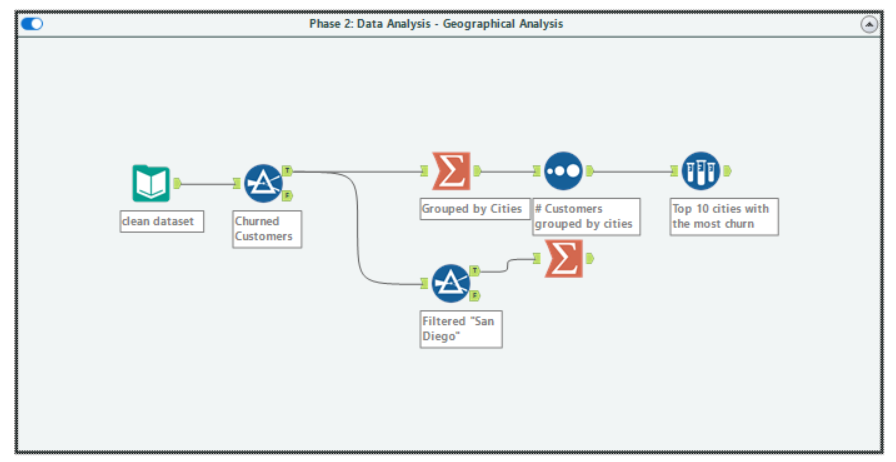 Phase 2: Data Analysis - Geographical Analysis
T
F
clean dataset
Churned
Customers
Grouped by Cities
# Customers
grouped by cities
Top 10 cities with
the most churn
T
F
Filtered "San
Diego"